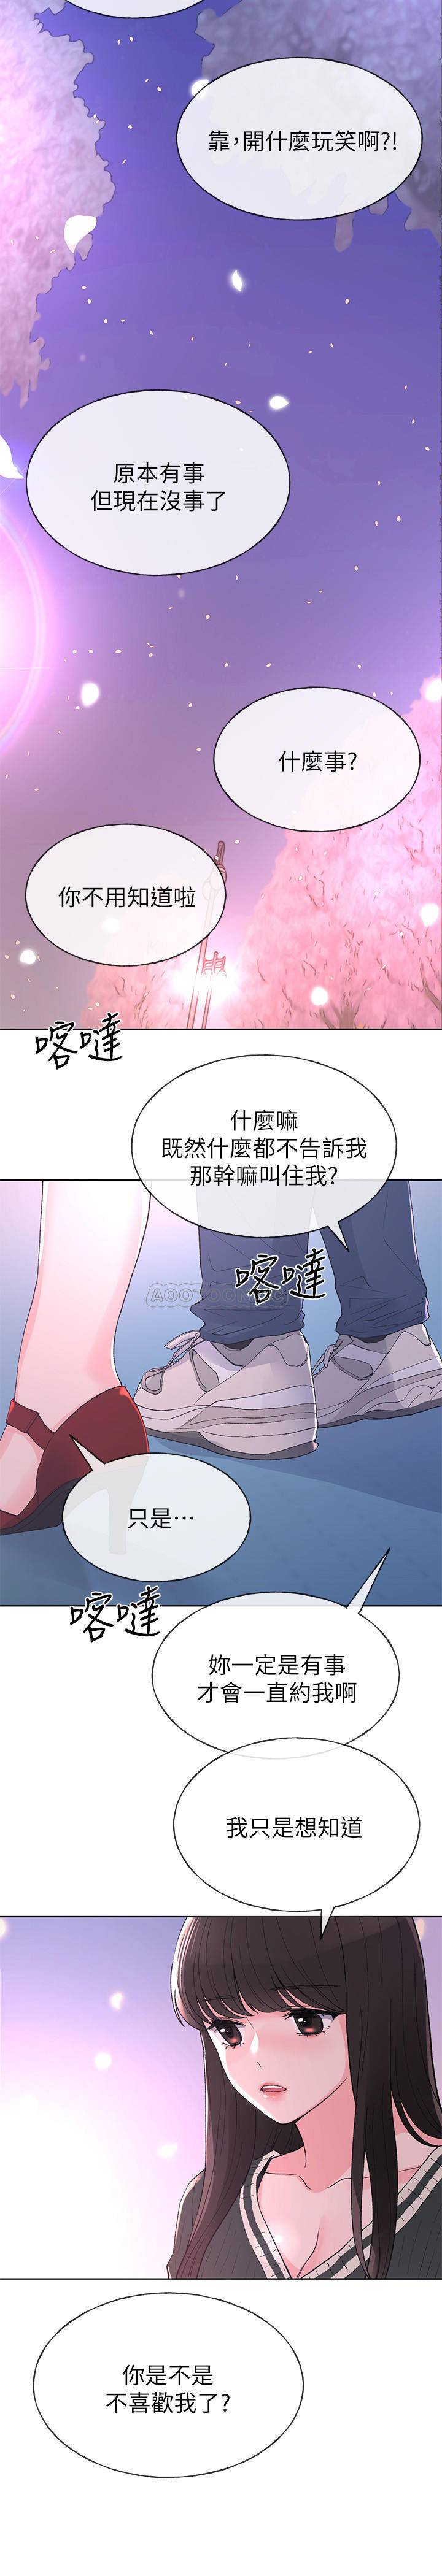 靠，開什麼玩笑啊?!
原本有事
但現在沒事了
什麼事?
你不用知道啦
喀噠
什麼嘛
既然什麼都不告訴我
那幹嘛叫住我?
喀噠
只是…
喀噠
妳一定是有事
才會一直約我啊
我只是想知道
你是不是
不喜歡我了?